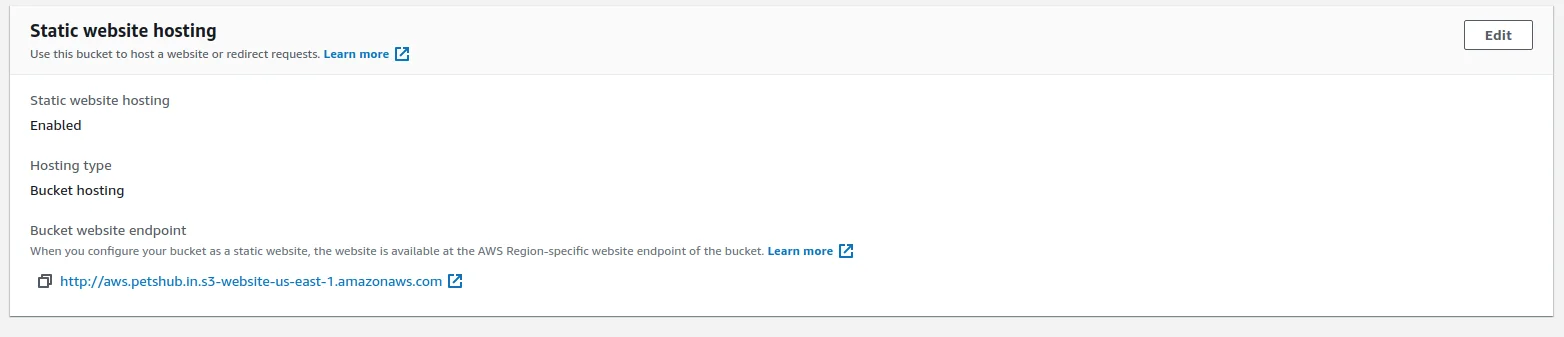 Static website hosting
Edit
Use this bucket to host a website or redirect requests. Learn more
Static website hosting
Enabled
Hosting type
Bucket hosting
Bucket website endpoint
When you configure your bucket as a static website, the website is available at the AWS Region-specific website endpoint of the bucket. Learn more
http://aws.petshub.in.s3-website-us-east-1.amazonaws.com